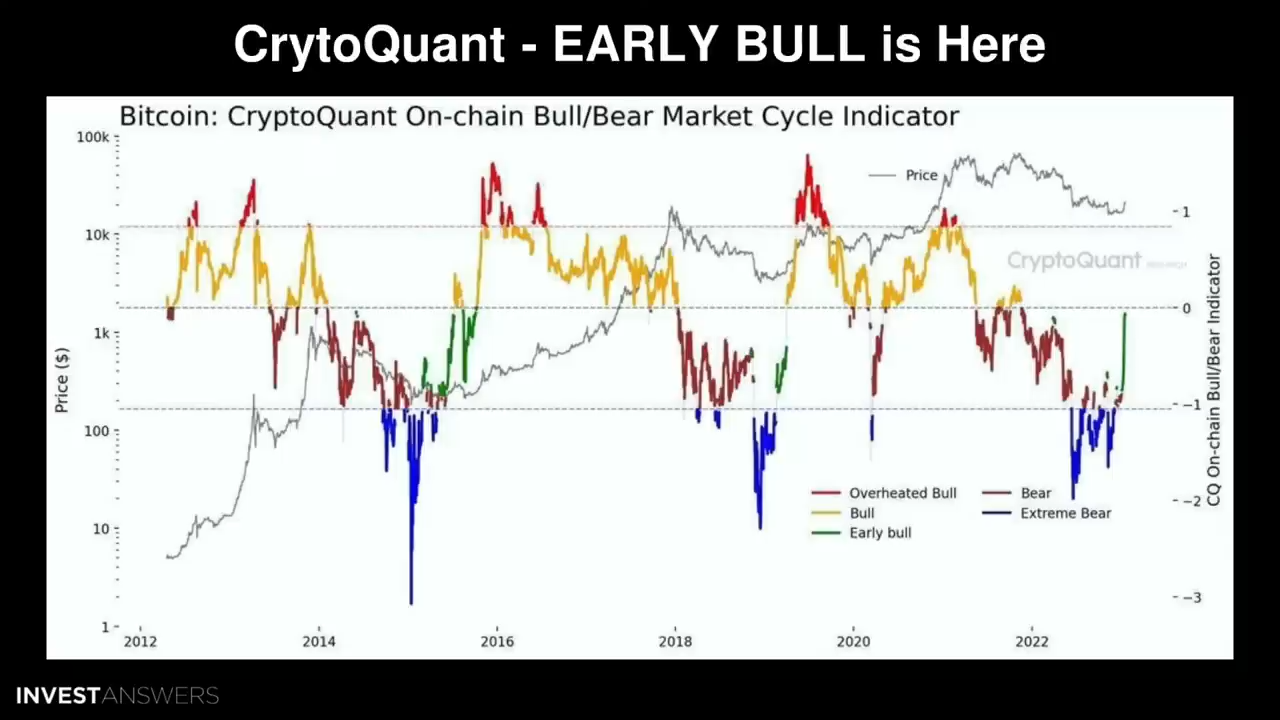 CrytoQuant - EARLY BULL is Here
Bitcoin: CryptoQuant On-chain Bull/Bear Market Cycle Indicator
100k
10k
1k
100
10
1
Price ($)
Price
1
0
−1
−2
−3
CQ On-chain Bull/Bear Indicator
CryptoQuant
Overheated Bull
Bull
Early bull
Bear
Extreme Bear
2012
2014
2016
2018
2020
2022
INVESTANSWERS